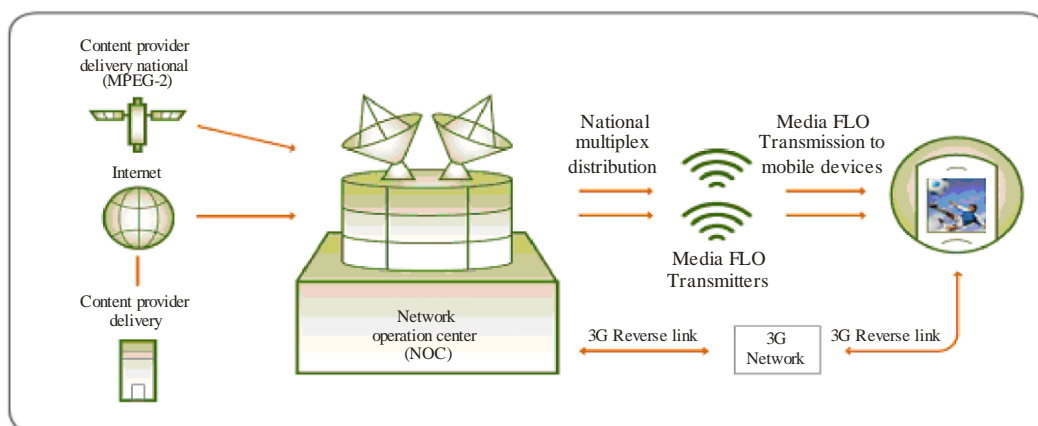 Content provider
delivery national
(MPEG-2)
Internet
Content provider
delivery
Network
operation center
(NOC)
National
multiplex
distribution
Media FLO
Transmitters
Media FLO
Transmission to
mobile devices
3G Reverse link
3G
Network
3G Reverse link